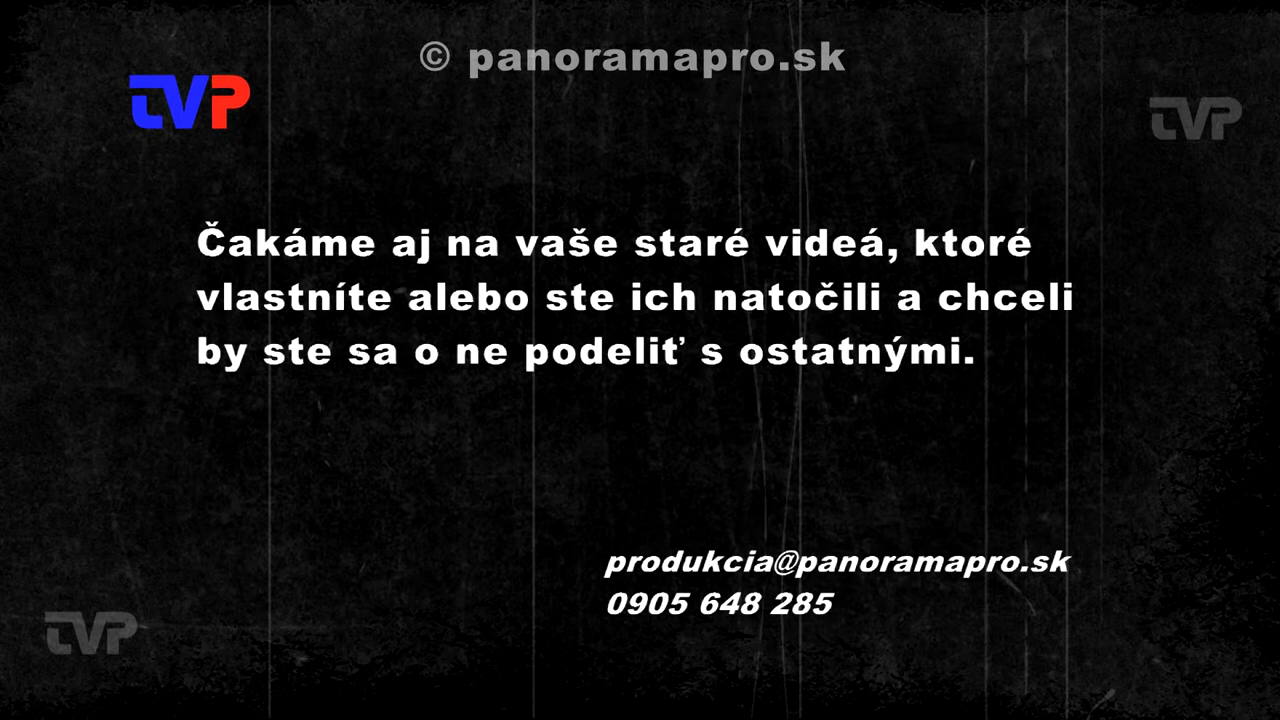 © panoramapro.sk
TVP
TVP
Čakáme aj na vaše staré videá, ktoré
vlastníte alebo ste ich natočili a chceli
by ste sa o ne podeliť s ostatnými.
produkcia@panoramapro.sk
0905 648 285
TVP